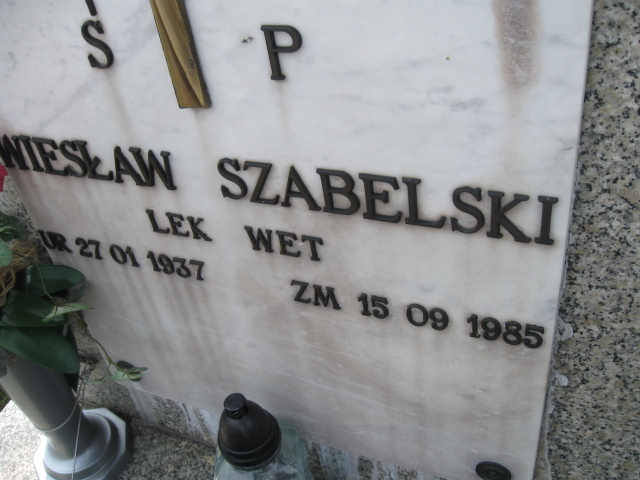 Ś P
WIESŁAW SZABELSKI
LEK WET
UR 27 01 1937
ZM 15 09 1985